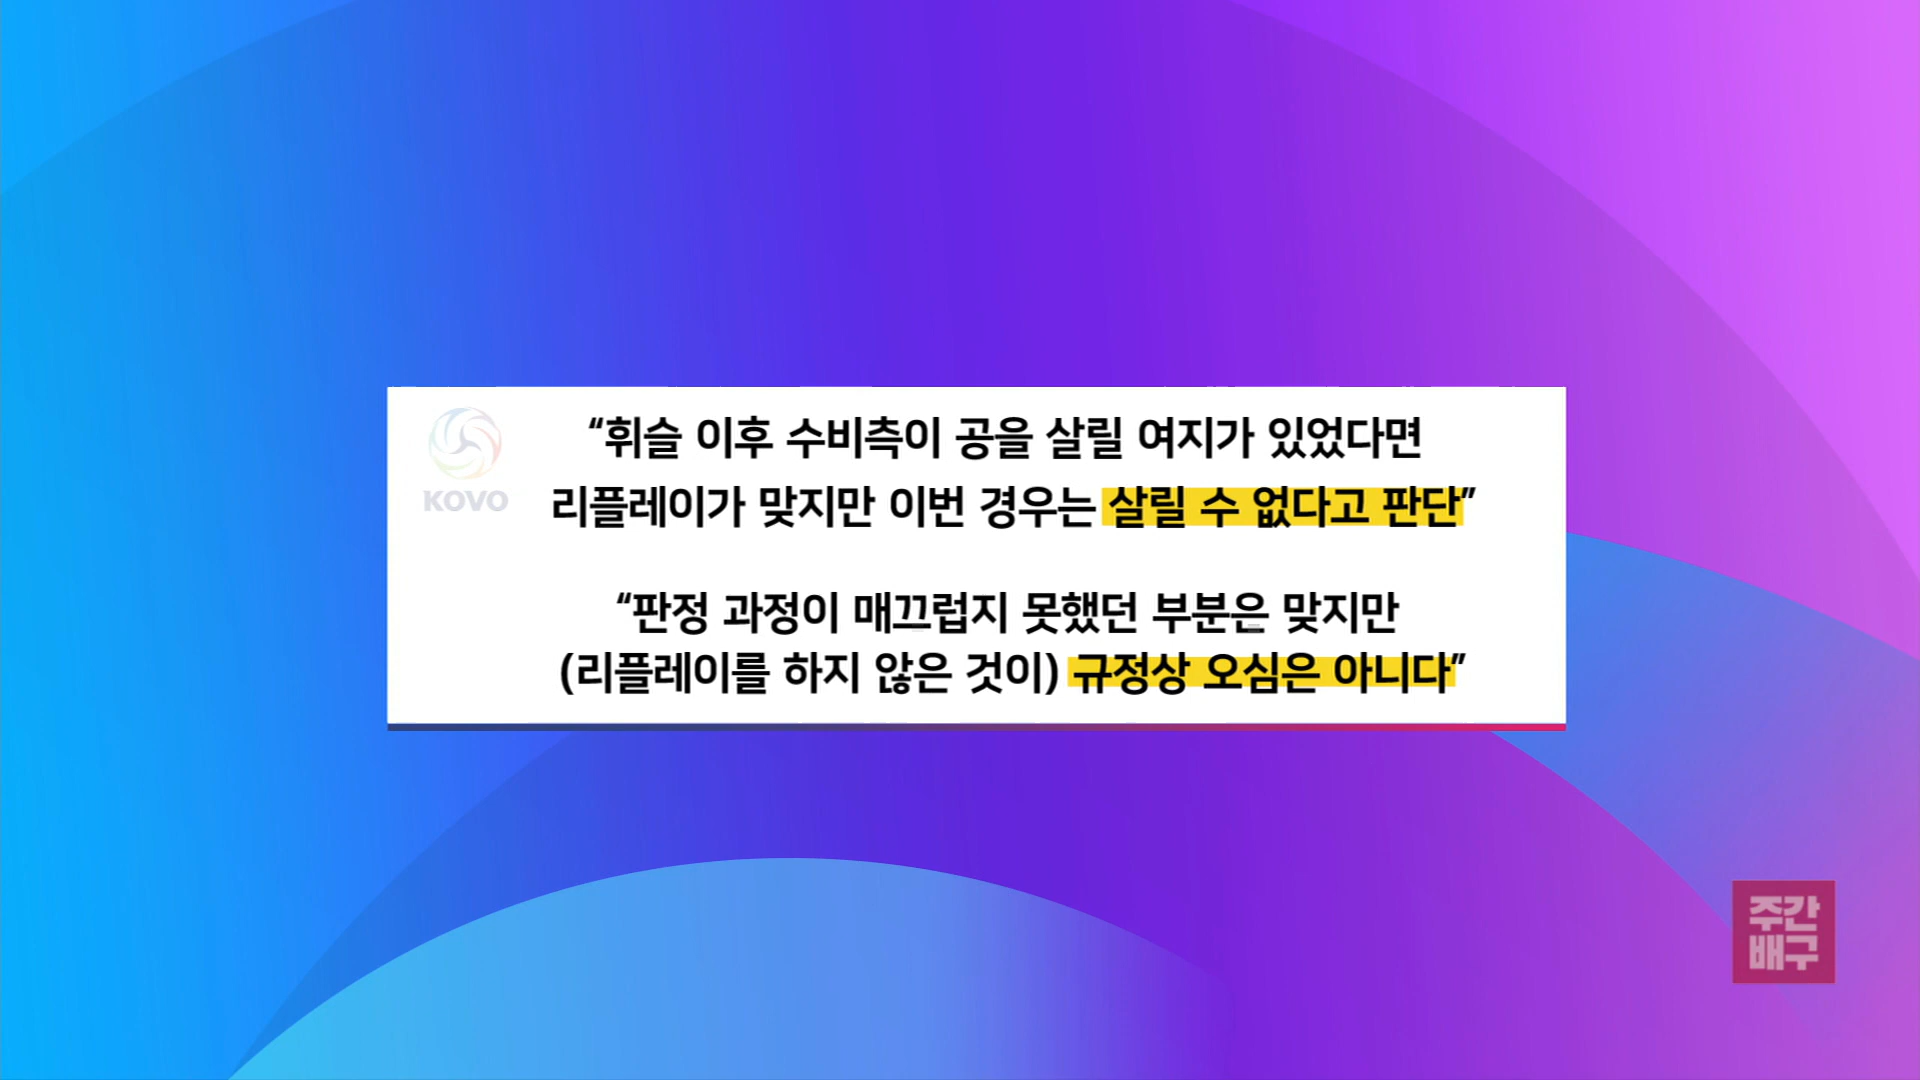 KOVO
“휘슬 이후 수비측이 공을 살릴 여지가 있었다면
리플레이가 맞지만 이번 경우는 살릴 수 없다고 판단”
“판정 과정이 매끄럽지 못했던 부분은 맞지만
(리플레이를 하지 않은 것이) 규정상 오심은 아니다”
주간
배구